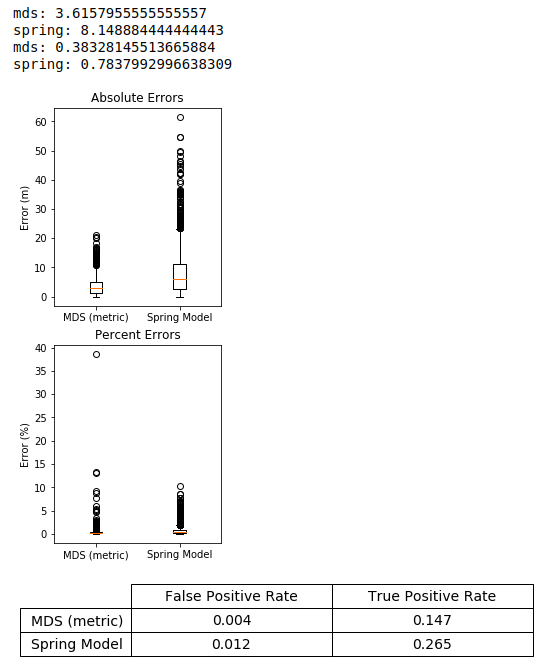 mds: 3.6157955555555557
spring: 8.148884444444443
mds: 0.38328145513665884
spring: 0.7837992996638309
Absolute Errors
60
50
40
30
20
10
0
Error (m)
MDS (metric) Spring Model
Percent Errors
40
35
30
25
20
15
10
5
0
Error (%)
MDS (metric) Spring Model
False Positive Rate True Positive Rate
MDS (metric) 0.004 0.147
Spring Model 0.012 0.265